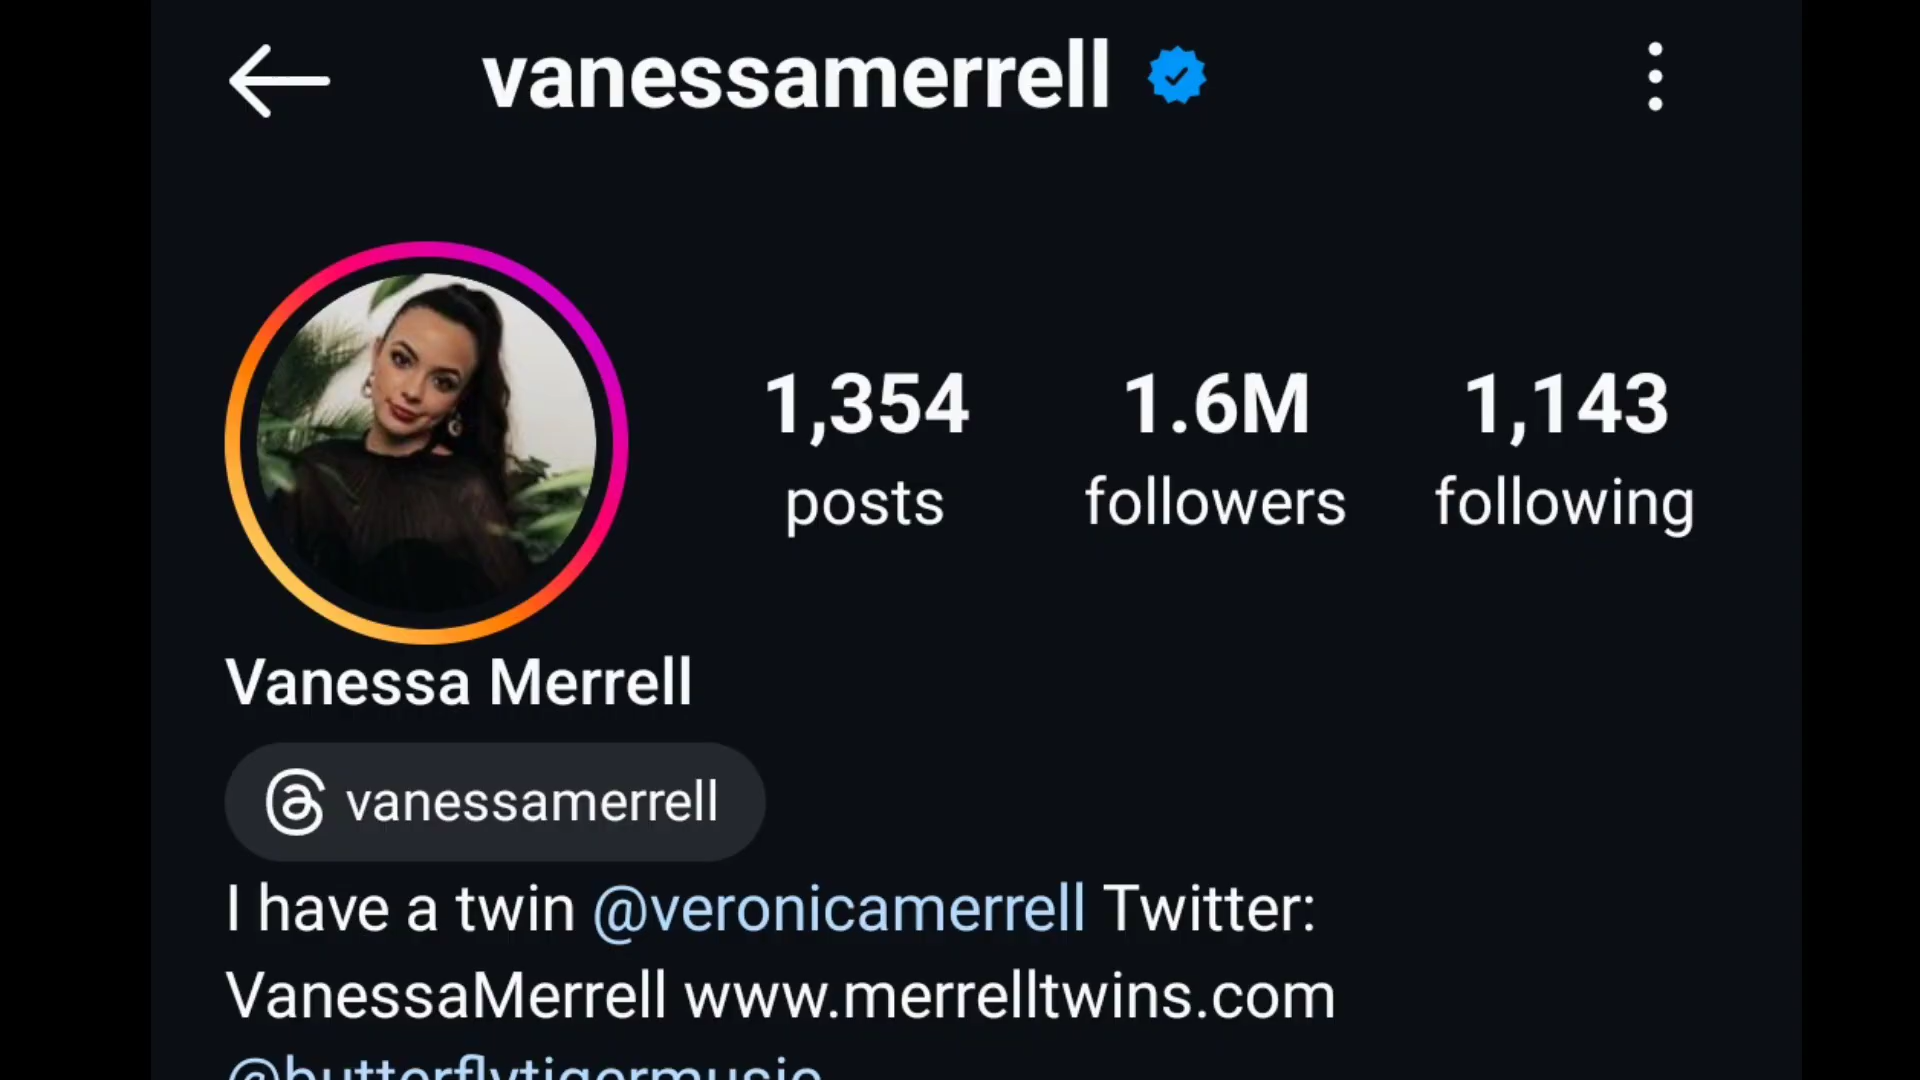 vanessamerrell
1,354 1.6M 1,143
posts followers following
Vanessa Merrell
vanessamerrell
I have a twin @veronicamerrell Twitter:
VanessaMerrell www.merrelltwins.com
@butterflytigermusic